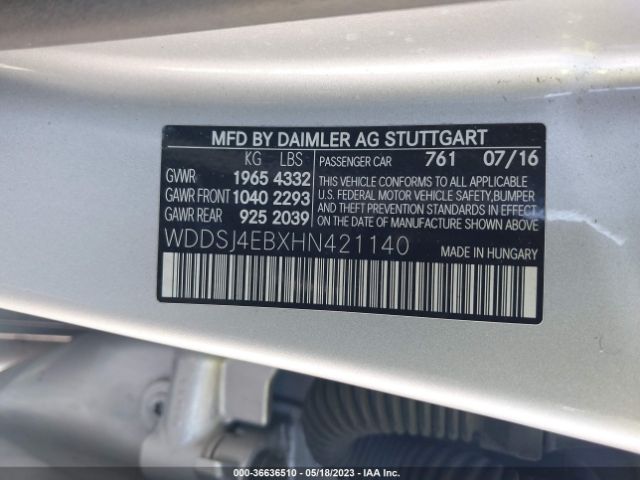 MFD BY DAIMLER AG STUTTGART
KG LBS
GVWR 1965 4332
GAWR FRONT 1040 2293
GAWR REAR 925 2039
PASSENGER CAR 761 07/16
THIS VEHICLE CONFORMS TO ALL APPLICABLE
U.S. FEDERAL MOTOR VEHICLE SAFETY,BUMPER
AND THEFT PREVENTION STANDARDS IN
EFFECT ON THE DATE OF MANUFACTURE SHOWN ABOVE
WDDSJ4EBXHN421140
MADE IN HUNGARY
000-36636510 - 05/18/2023 - IAA Inc.